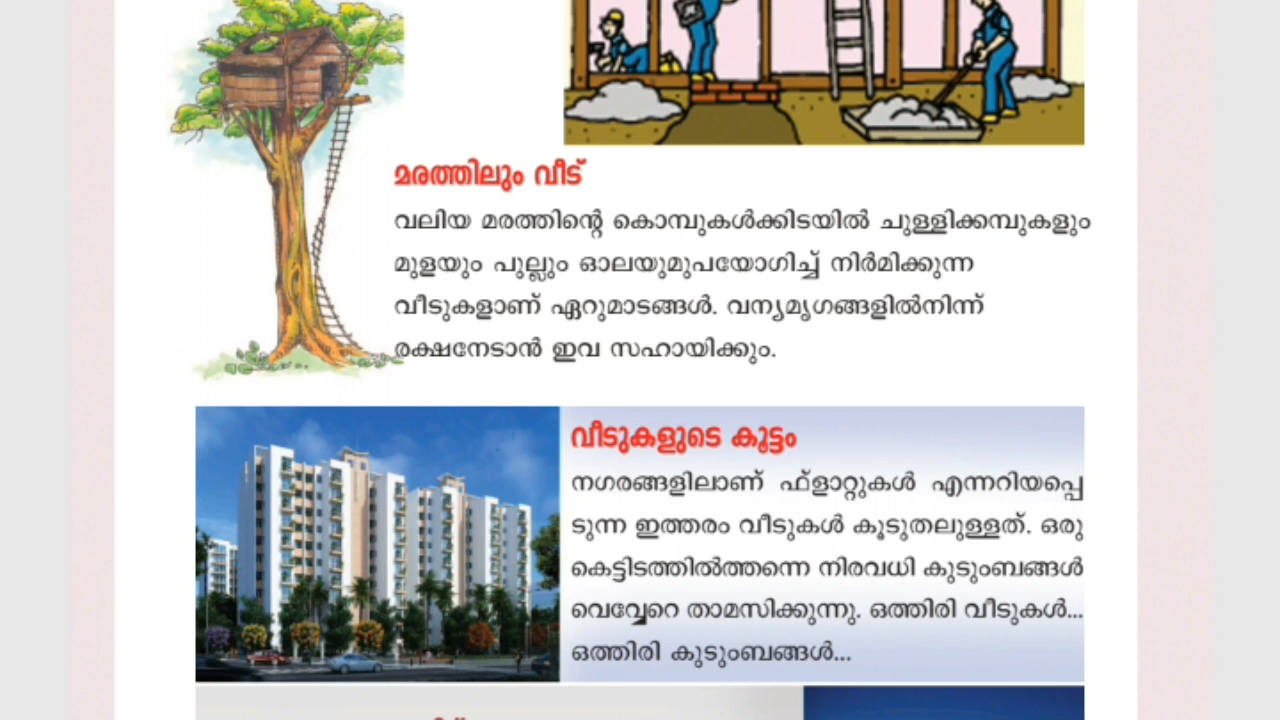 മരത്തിലും വീട്
വലിയ മരത്തിന്റെ കൊമ്പുകൾക്കിടയിൽ ചുള്ളിക്കമ്പുകളും
മുളയും പുല്ലും ഓലയുമുപയോഗിച്ച് നിർമിക്കുന്ന
വീടുകളാണ് ഏറുമാടങ്ങൾ. വന്യമൃഗങ്ങളിൽനിന്ന്
രക്ഷനേടാൻ ഇവ സഹായിക്കും.
വീടുകളുടെ കൂട്ടം
നഗരങ്ങളിലാണ് ഫ്ളാറ്റുകൾ എന്നറിയപ്പെ
ടുന്ന ഇത്തരം വീടുകൾ കൂടുതലുള്ളത്. ഒരു
കെട്ടിടത്തിൽത്തന്നെ നിരവധി കുടുംബങ്ങൾ
വെവ്വേറെ താമസിക്കുന്നു. ഒത്തിരി വീടുകൾ...
ഒത്തിരി കുടുംബങ്ങൾ...